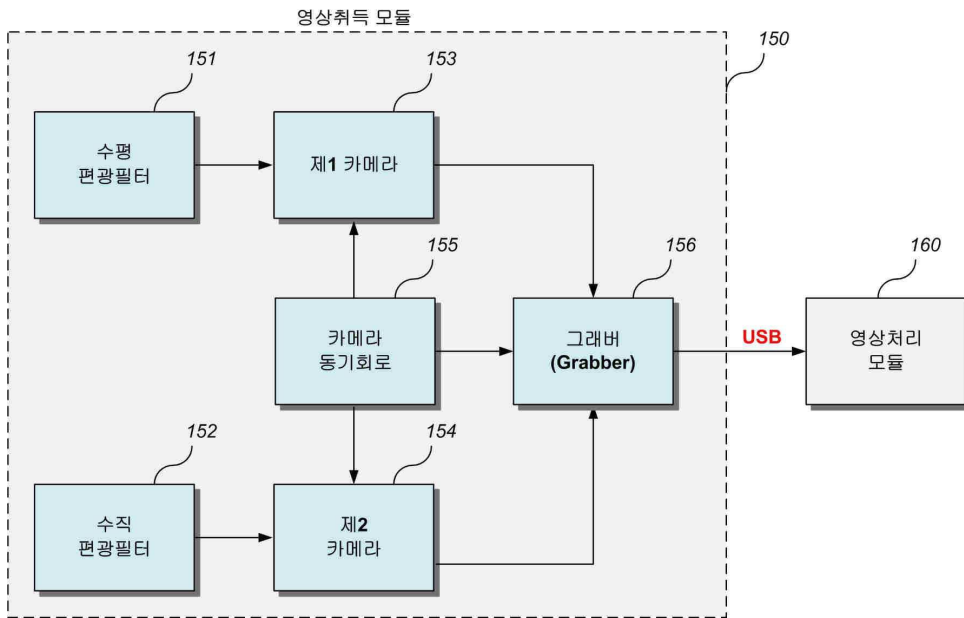 영상취득 모듈
150
151
153
수평
편광필터
제1 카메라
155
156
160
카메라
동기회로
그래버
(Grabber)
USB
영상처리
모듈
152
154
수직
편광필터
제2
카메라